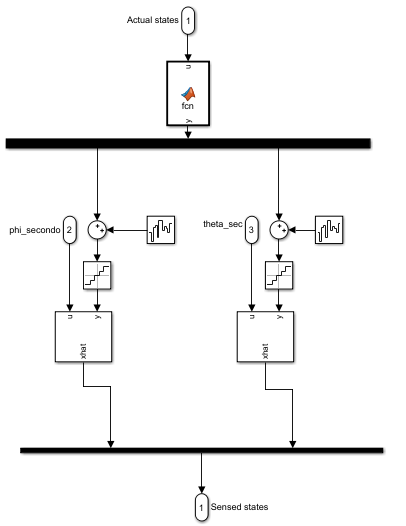 Actual states
1
u
fcn
y
phi_secondo
2
+
+
theta_sec
3
+
+
u
y
xhat
u
y
xhat
1
Sensed states